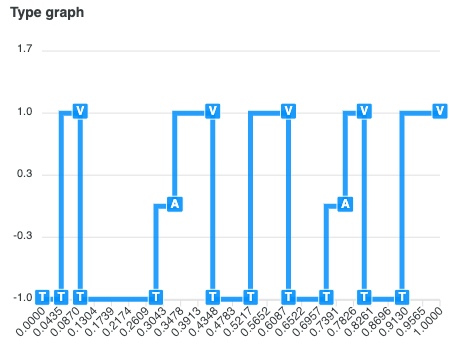 Type graph
1.7
1.0
V V V V V
0.3
A A
-0.3
-1.0
T T T T T T T T T T T
0.0000 0.0435 0.0870 0.1304 0.1739 0.2174 0.2609 0.3043 0.3478 0.3913 0.4348 0.4783 0.5217 0.5652 0.6087 0.6522 0.6957 0.7391 0.7826 0.8261 0.8696 0.9130 0.9565 1.0000